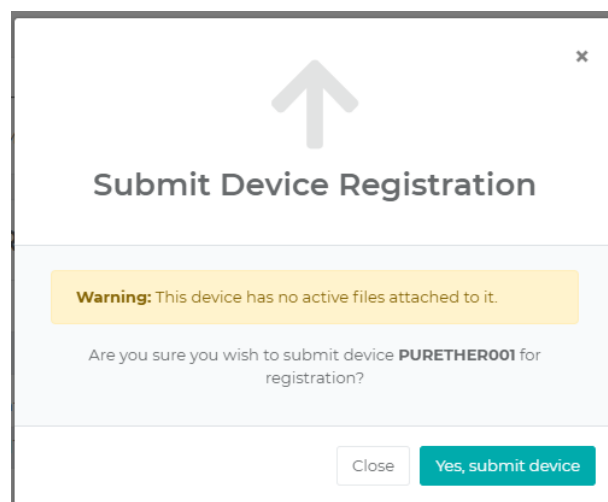 ×
Submit Device Registration
Warning: This device has no active files attached to it.
Are you sure you wish to submit device PURETHER001 for
registration?
Close
Yes, submit device